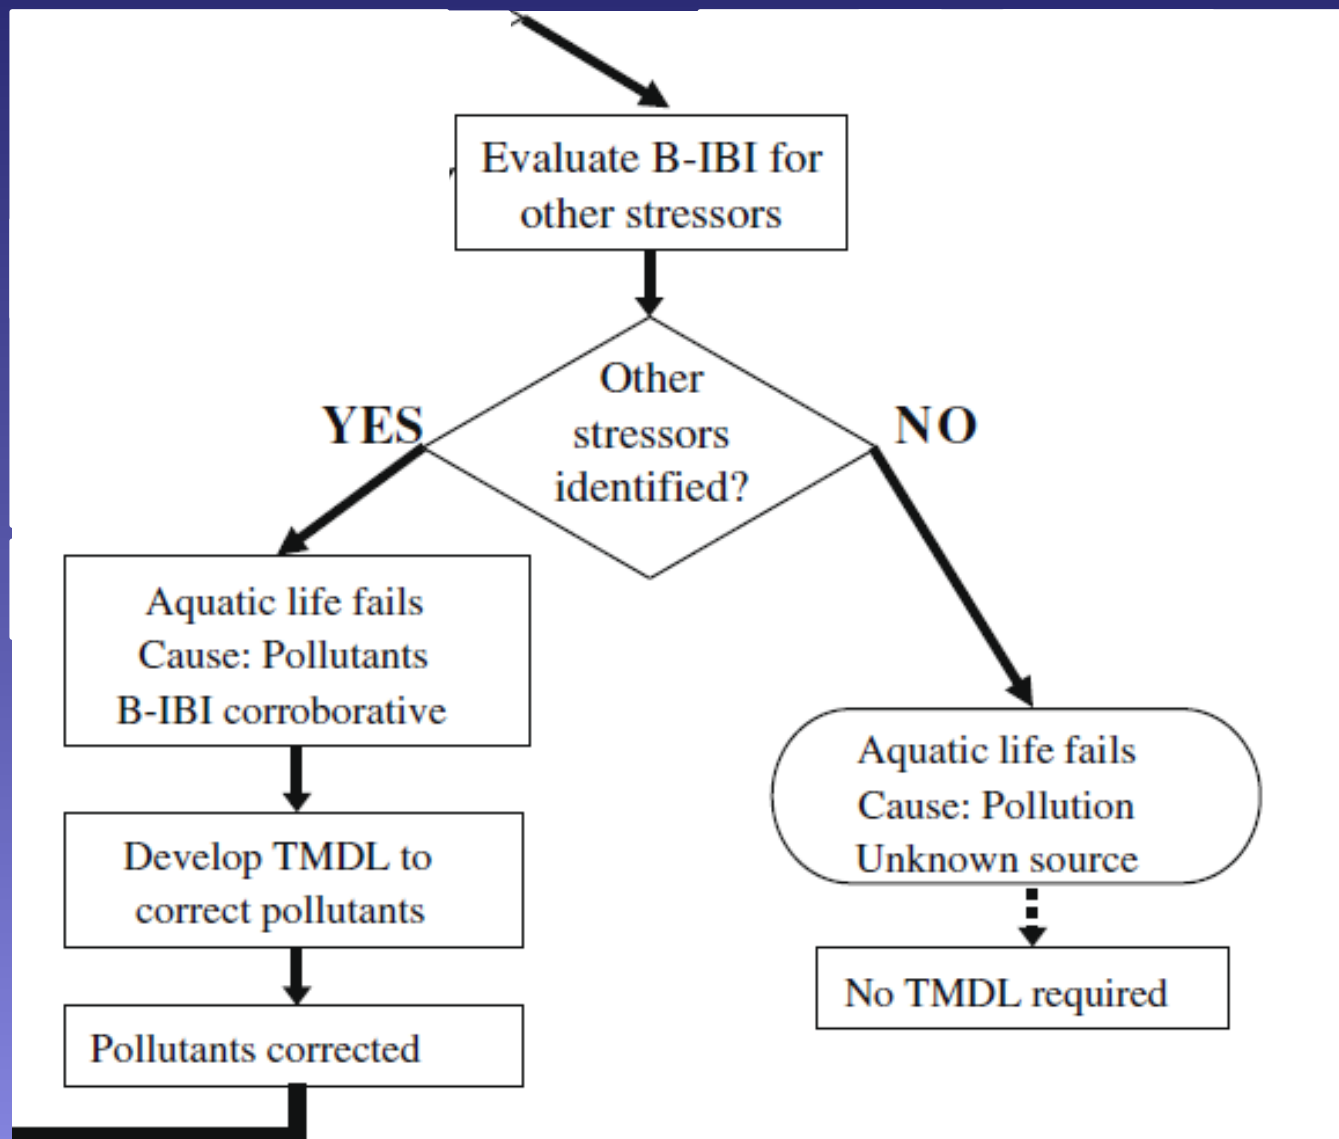 Evaluate B-IBI for
other stressors
Other
stressors
identified?
YES
NO
Aquatic life fails
Cause: Pollutants
B-IBI corroborative
Develop TMDL to
correct pollutants
Pollutants corrected
Aquatic life fails
Cause: Pollution
Unknown source
No TMDL required